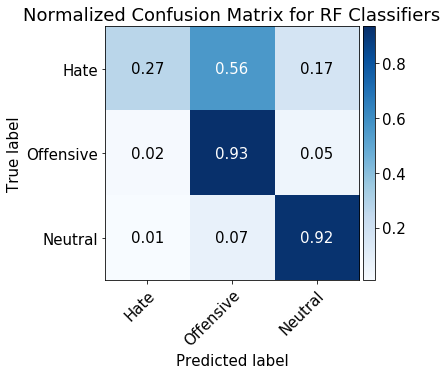 Normalized Confusion Matrix for RF Classifiers
Hate 0.27 0.56 0.17
Offensive 0.02 0.93 0.05
Neutral 0.01 0.07 0.92
True label
Hate Offensive Neutral
Predicted label
0.8
0.6
0.4
0.2